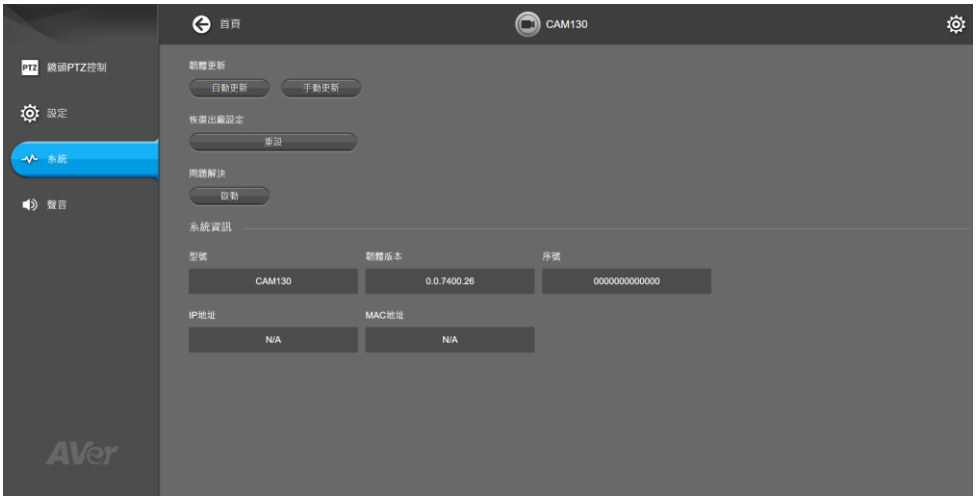 首頁
CAM130
PTZ 鏡頭PTZ控制
設定
系統
聲音
AVer
韌體更新
自動更新 手動更新
恢復出廠設定
重設
問題解決
啟動
系統資訊
型號 韌體版本 序號
CAM130 0.0.7400.26 0000000000000
IP地址 MAC地址
N/A N/A